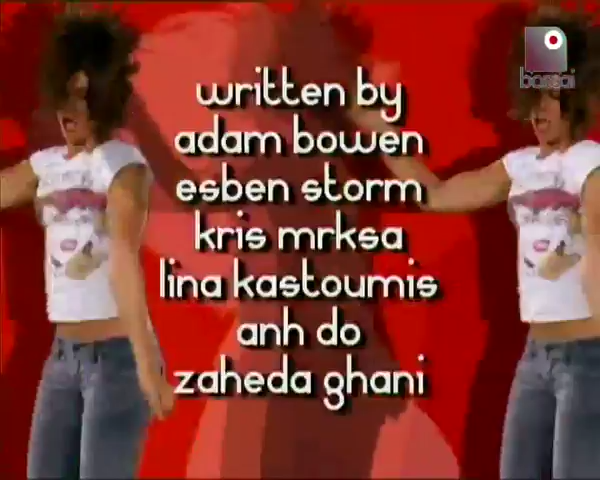 bassai
written by
adam bowen
esben storm
kris mrksa
lina kastoumis
anh do
zaheda ghani